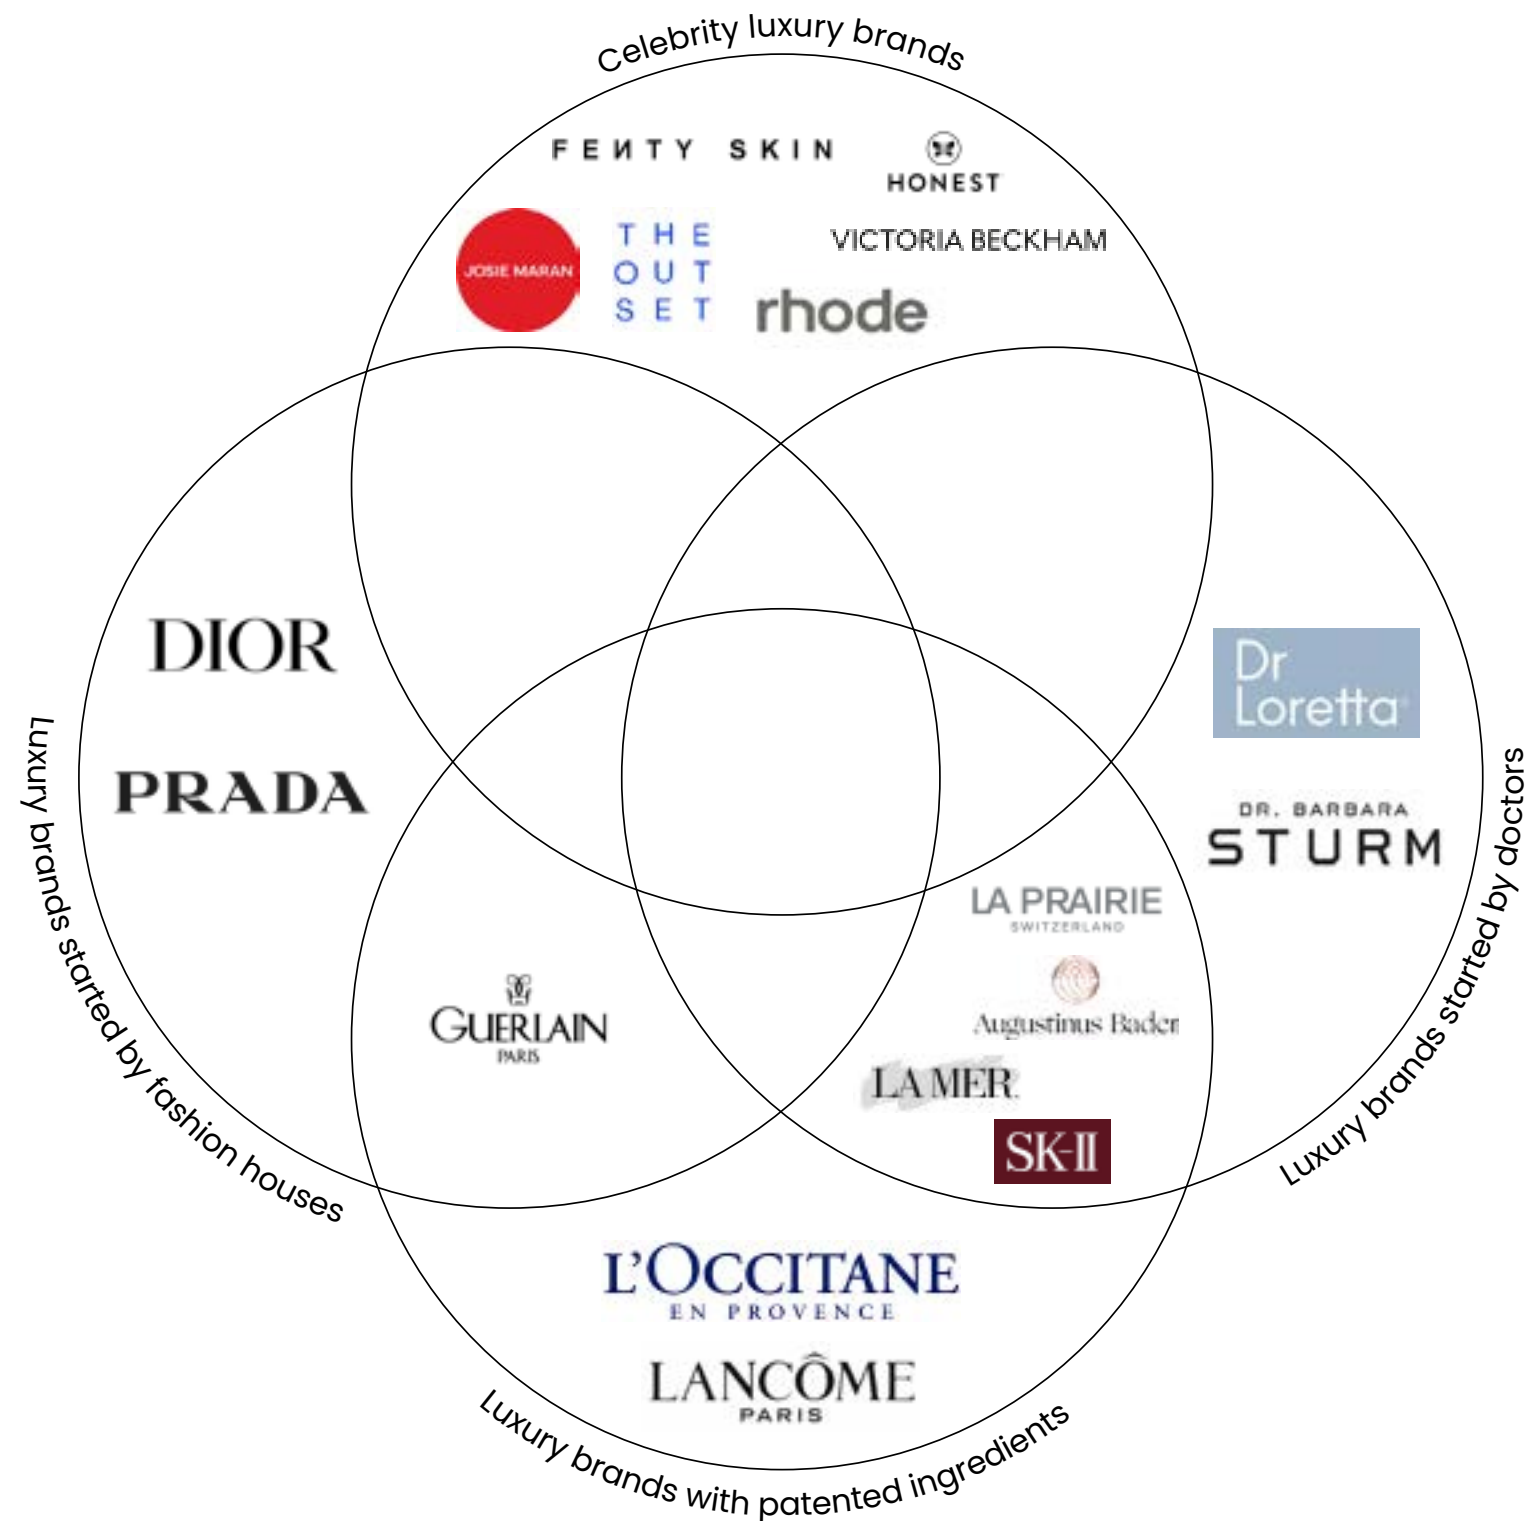 Celebrity luxury brands
FENTY SKIN
HONEST
JOSIE MARAN
THE
OUT
SET
VICTORIA BECKHAM
rhode
DIOR
PRADA
Dr
Loretta
DR. BARBARA
STURM
Luxury brands started by fashion houses
Luxury brands started by doctors
LA PRAIRIE
SWITZERLAND
Augustinus Bader
LA MER
SK-II
GUERLAIN
PARIS
L'OCCITANE
EN PROVENCE
LANCÔME
PARIS
Luxury brands with patented ingredients